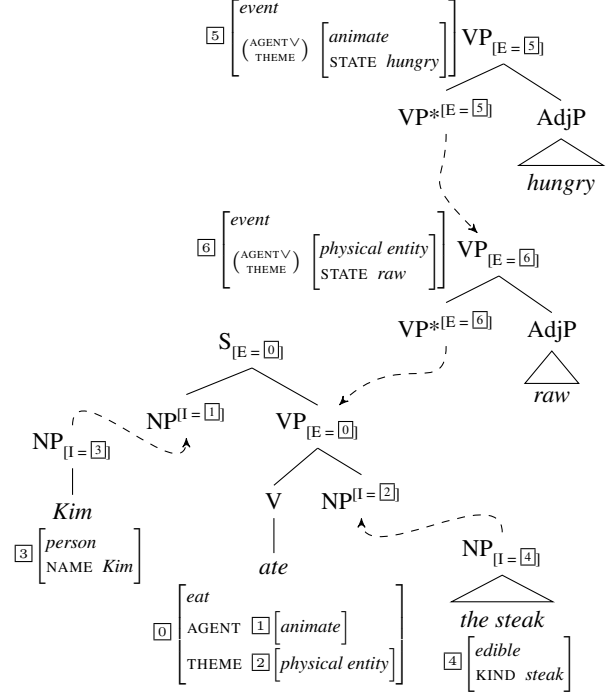 5 [event
(AGENT∨ THEME) [animate
STATE hungry]] VP[E = 5]
VP*[E = 5] AdjP
hungry
6 [event
(AGENT∨ THEME) [physical entity
STATE raw]] VP[E = 6]
VP*[E = 6] AdjP
raw
S[E = 0]
NP[I = 1] VP[E = 0]
NP[I = 3]
V NP[I = 2]
Kim
3 [person
NAME Kim]
NP[I = 4]
ate
the steak
0 [eat
AGENT 1 [animate]
THEME 2 [physical entity]]
4 [edible
KIND steak]